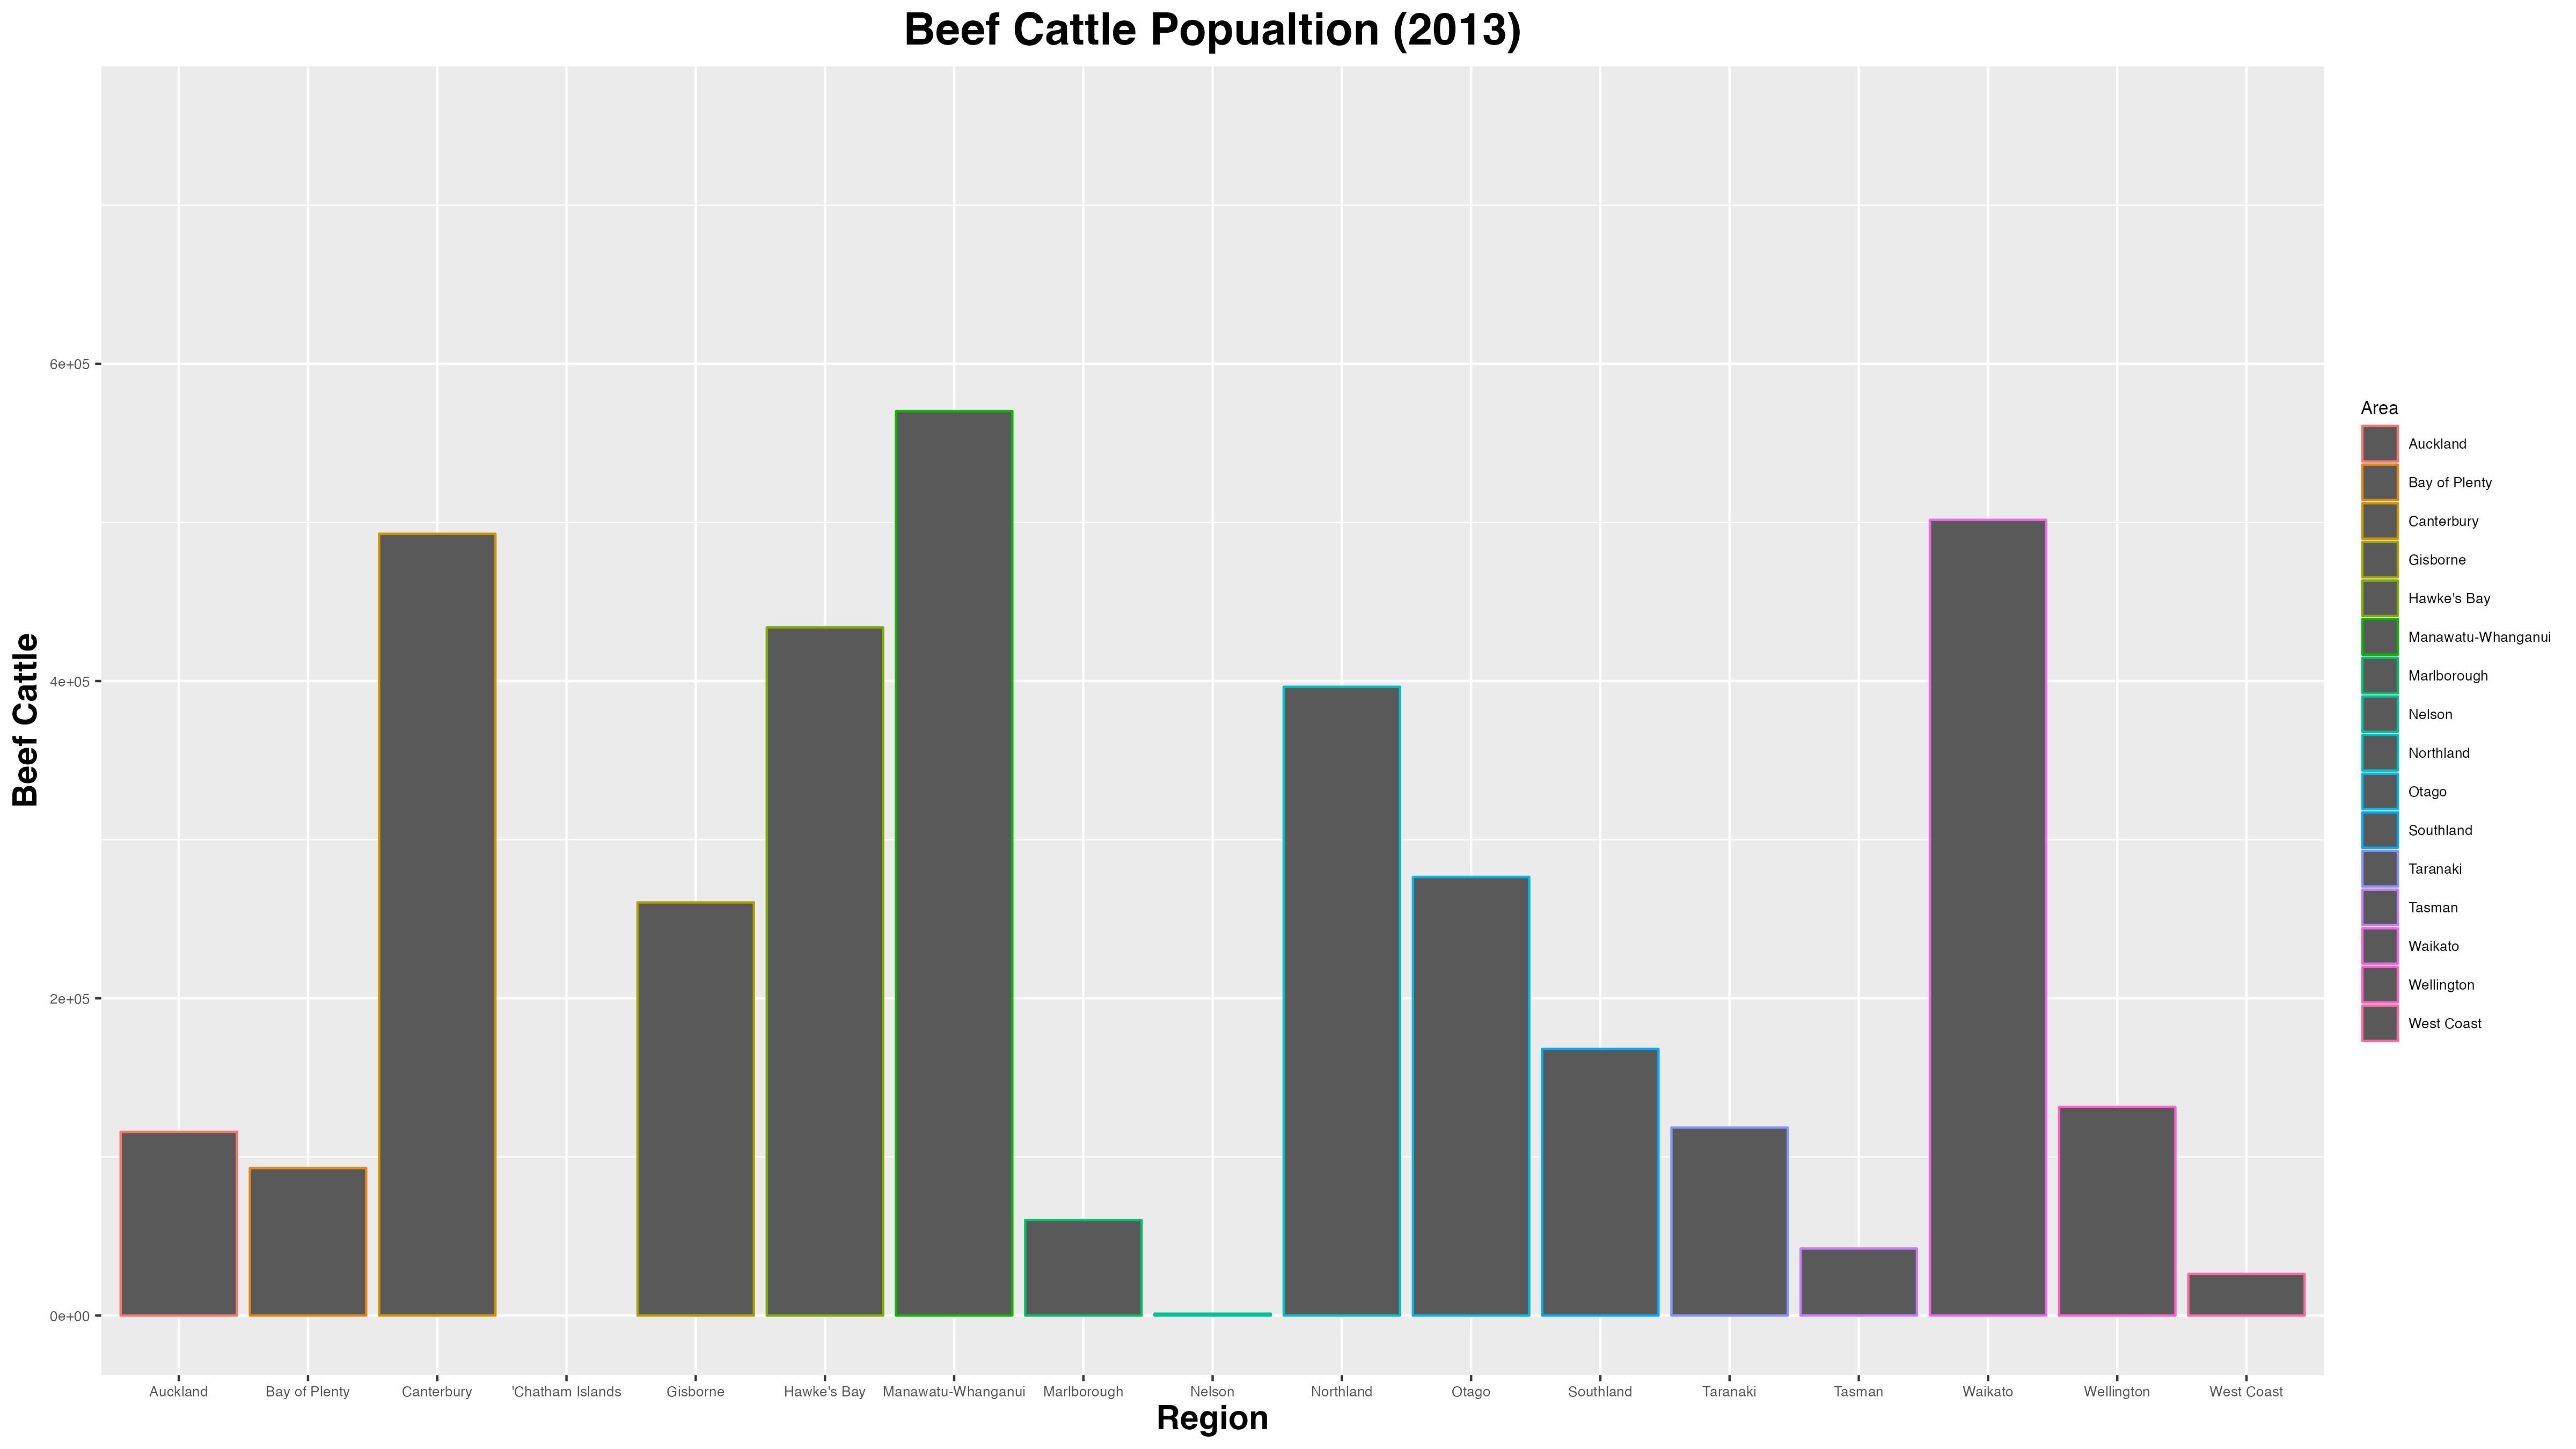 Beef Cattle Popualtion (2013)
Beef Cattle
6e+05
4e+05
2e+05
0e+00
Auckland
Bay of Plenty
Canterbury
'Chatham Islands
Gisborne
Hawke's Bay
Manawatu-Whanganui
Marlborough
Nelson
Northland
Otago
Southland
Taranaki
Tasman
Waikato
Wellington
West Coast
Region
Area
Auckland
Bay of Plenty
Canterbury
Gisborne
Hawke's Bay
Manawatu-Whanganui
Marlborough
Nelson
Northland
Otago
Southland
Taranaki
Tasman
Waikato
Wellington
West Coast